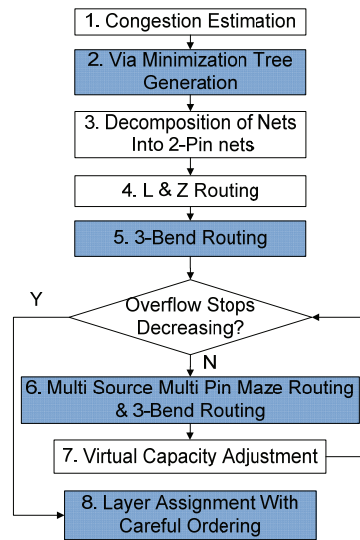 1. Congestion Estimation
2. Via Minimization Tree
Generation
3. Decomposition of Nets
Into 2-Pin nets
4. L & Z Routing
5. 3-Bend Routing
Y
Overflow Stops
Decreasing?
N
6. Multi Source Multi Pin Maze Routing
& 3-Bend Routing
7. Virtual Capacity Adjustment
8. Layer Assignment With
Careful Ordering